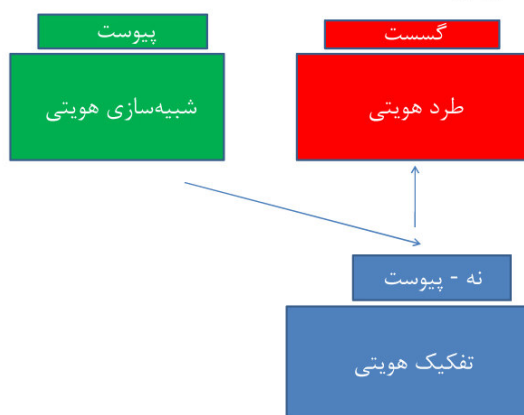 گسست
طرد هویتی
پیوست
شبیه‌سازی هویتی
نه - پیوست
تفکیک هویتی